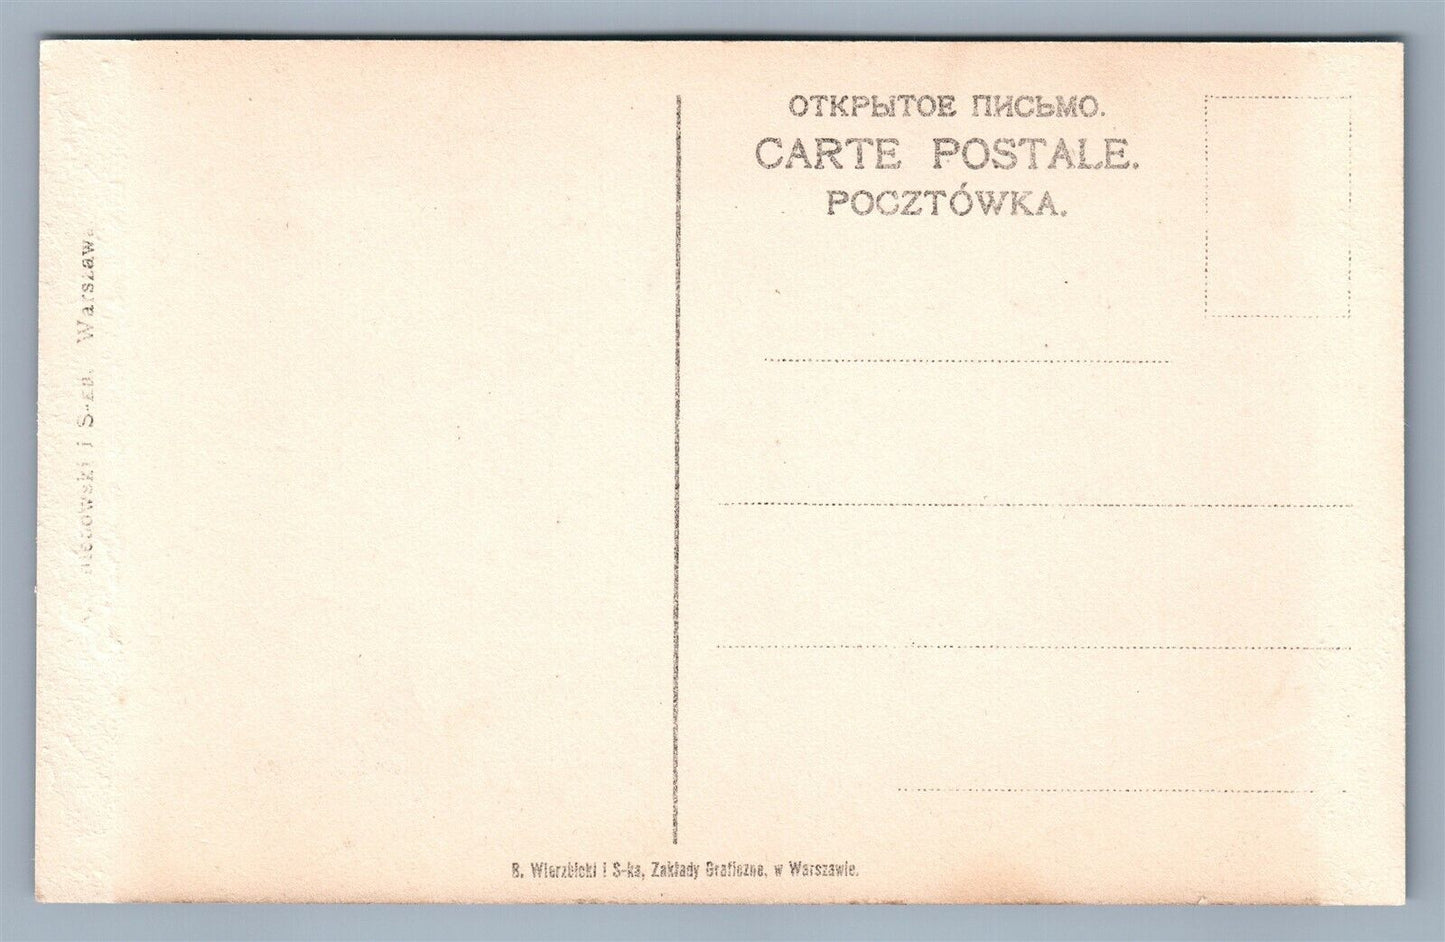 ОТКРЫТОЕ ПИСЬМО.
CARTE POSTALE.
POCZTÓWKA.
i Warszawa
B. Wierzbicki i S-ka, Zakłady Graficzne, w Warszawie.